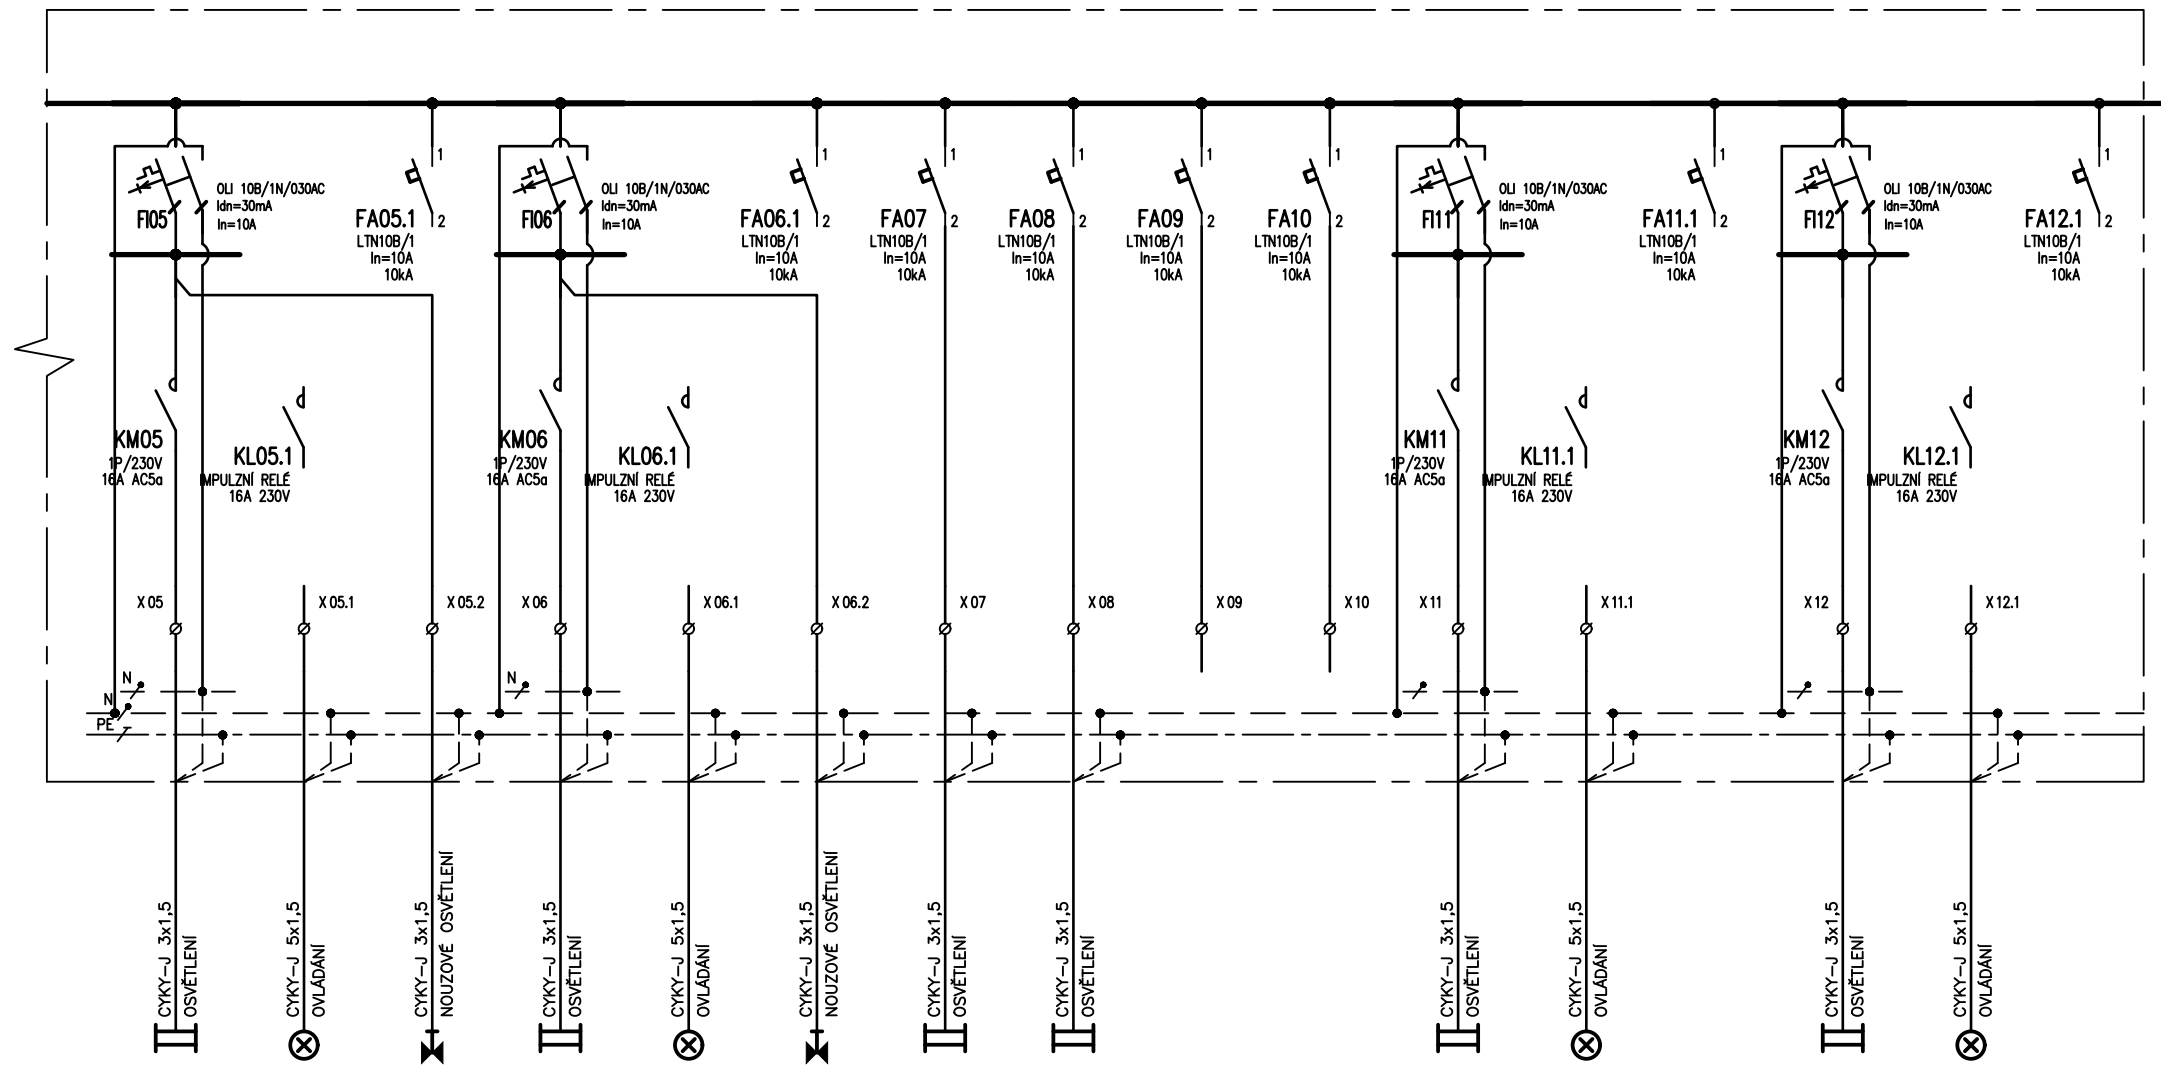 OLI 10B/1N/030AC
Idn=30mA
In=10A
FI05
FA05.1
1
2
LTN10B/1
In=10A
10kA
OLI 10B/1N/030AC
Idn=30mA
In=10A
FI06
FA06.1
1
2
LTN10B/1
In=10A
10kA
FA07
1
2
LTN10B/1
In=10A
10kA
FA08
1
2
LTN10B/1
In=10A
10kA
FA09
1
2
LTN10B/1
In=10A
10kA
FA10
1
2
LTN10B/1
In=10A
10kA
OLI 10B/1N/030AC
Idn=30mA
In=10A
FI11
FA11.1
1
2
LTN10B/1
In=10A
10kA
OLI 10B/1N/030AC
Idn=30mA
In=10A
FI12
FA12.1
1
2
LTN10B/1
In=10A
10kA
KM05
1P/230V
16A AC5a
KL05.1
IMPULZNÍ RELÉ
16A 230V
KM06
1P/230V
16A AC5a
KL06.1
IMPULZNÍ RELÉ
16A 230V
KM11
1P/230V
16A AC5a
KL11.1
IMPULZNÍ RELÉ
16A 230V
KM12
1P/230V
16A AC5a
KL12.1
IMPULZNÍ RELÉ
16A 230V
X 05
X 05.1
X 05.2
X 06
X 06.1
X 06.2
X 07
X 08
X 09
X 10
X 11
X 11.1
X 12
X 12.1
N
N
N
PE
CYKY-J 3x1,5
OSVĚTLENÍ
CYKY-J 5x1,5
OVLÁDÁNÍ
CYKY-J 3x1,5
NOUZOVÉ OSVĚTLENÍ
CYKY-J 3x1,5
OSVĚTLENÍ
CYKY-J 5x1,5
OVLÁDÁNÍ
CYKY-J 3x1,5
NOUZOVÉ OSVĚTLENÍ
CYKY-J 3x1,5
OSVĚTLENÍ
CYKY-J 3x1,5
OSVĚTLENÍ
CYKY-J 3x1,5
OSVĚTLENÍ
CYKY-J 5x1,5
OVLÁDÁNÍ
CYKY-J 3x1,5
OSVĚTLENÍ
CYKY-J 5x1,5
OVLÁDÁNÍ